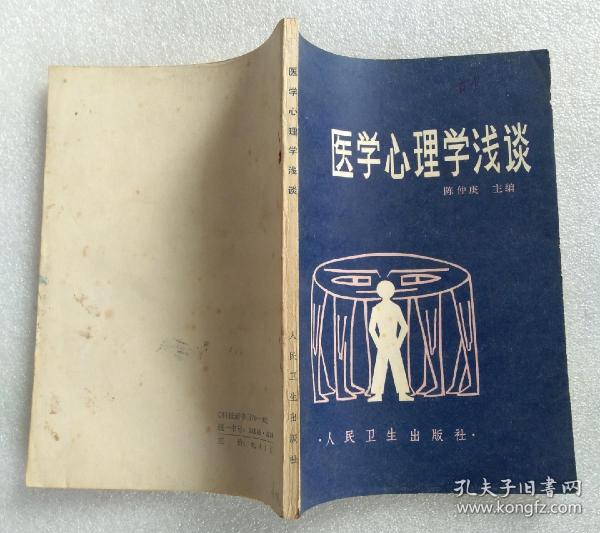 医学心理学浅谈
陈仲庚 主编
·人民卫生出版社·
医学心理学浅谈
人民卫生出版社
孔夫子旧书网
www.kongfz.com